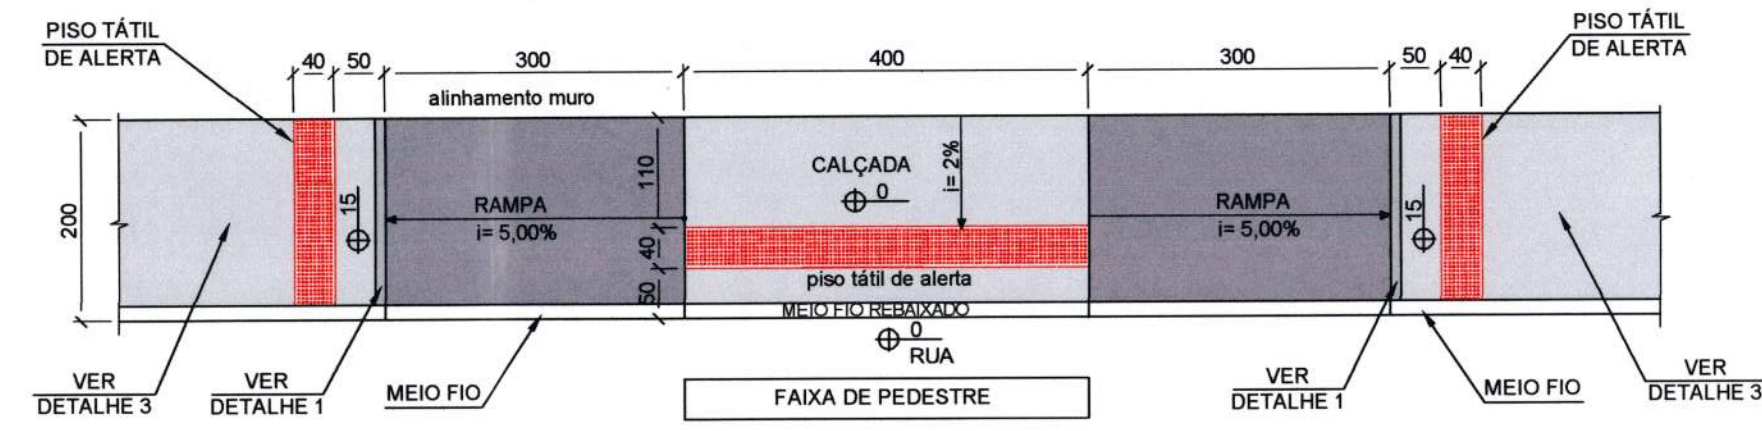 PISO TÁTIL
DE ALERTA
40
50
300
400
300
50
40
PISO TÁTIL
DE ALERTA
alinhamento muro
200
15
RAMPA
i= 5,00%
110
40
50
CALÇADA
0
i= 2%
piso tátil de alerta
MEIO FIO REBAIXADO
0
RUA
RAMPA
i= 5,00%
15
VER
DETALHE 3
VER
DETALHE 1
MEIO FIO
FAIXA DE PEDESTRE
VER
DETALHE 1
MEIO FIO
VER
DETALHE 3